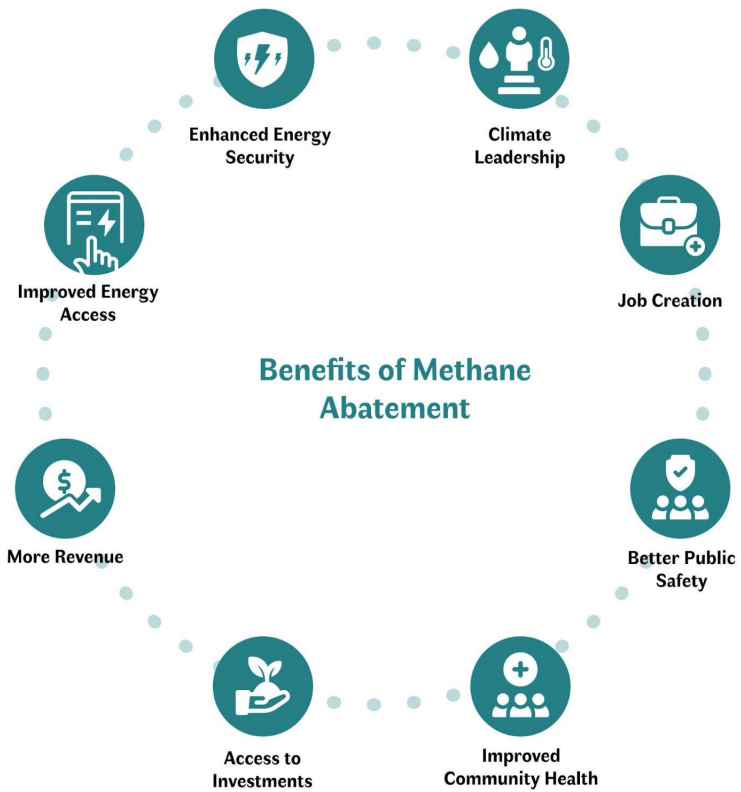 Enhanced Energy
Security
Climate
Leadership
Improved Energy
Access
Job Creation
Benefits of Methane
Abatement
More Revenue
Better Public
Safety
Access to
Investments
Improved
Community Health